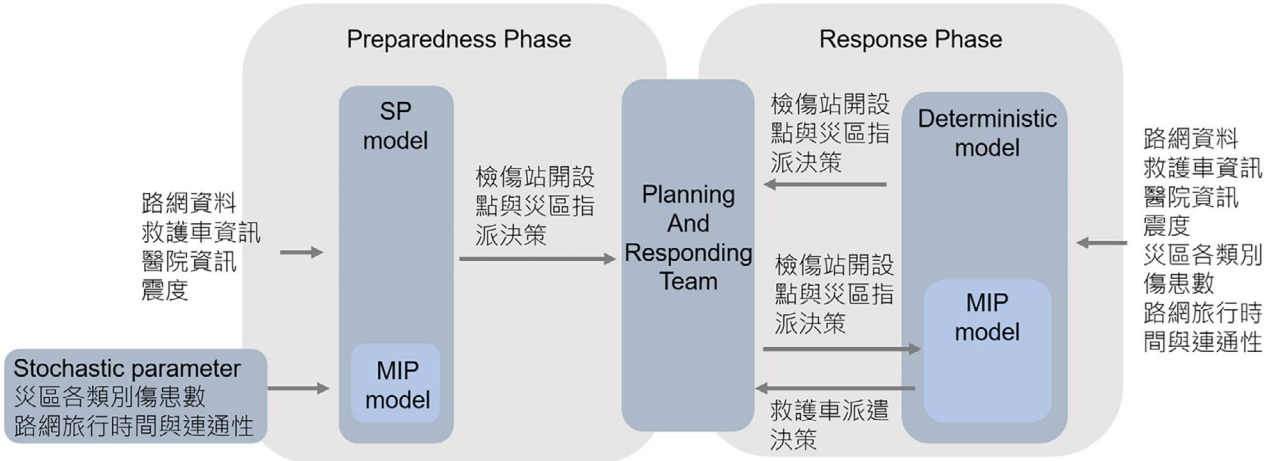 Preparedness Phase
Response Phase
SP
model
MIP
model
路網資料
救護車資訊
醫院資訊
震度
Stochastic parameter
災區各類別傷患數
路網旅行時間與連通性
檢傷站開設
點與災區指
派決策
Planning
And
Responding
Team
檢傷站開設
點與災區指
派決策
檢傷站開設
點與災區指
派決策
救護車派遣
決策
Deterministic
model
MIP
model
路網資料
救護車資訊
醫院資訊
震度
災區各類別
傷患數
路網旅行時
間與連通性